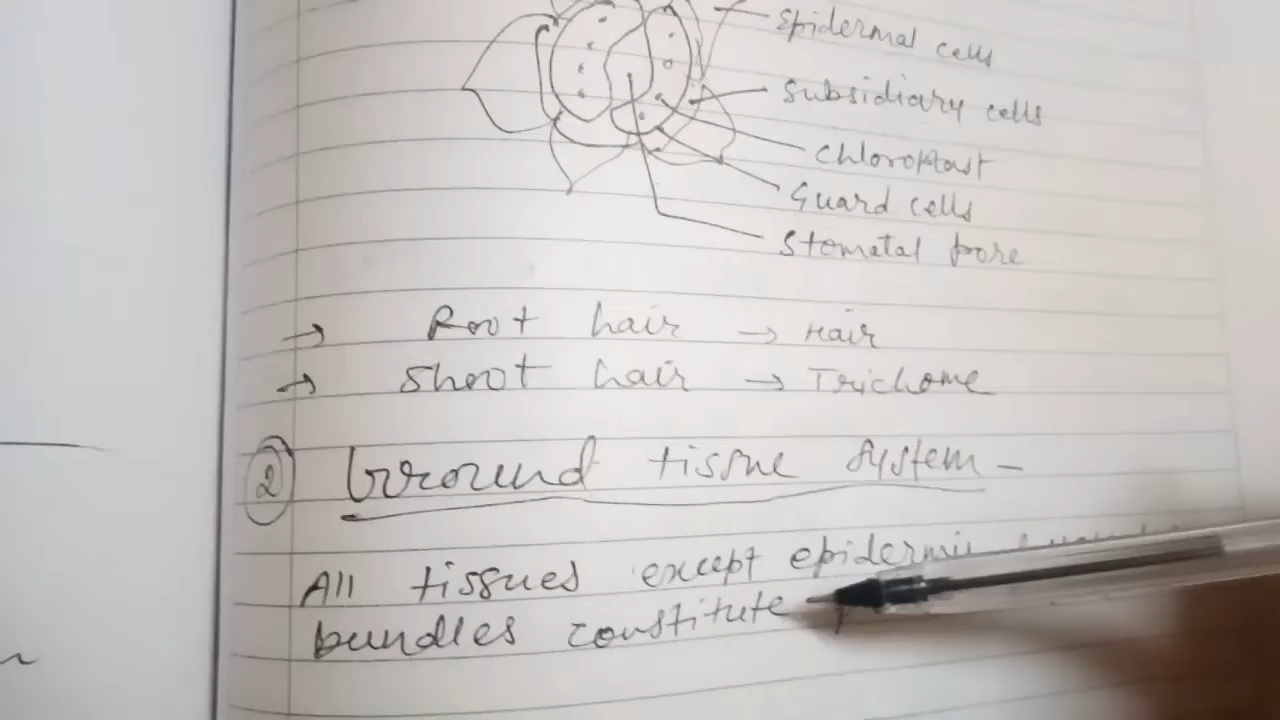 Epidermal cells
Subsidiary cells
Chloroplast
Guard cells
Stomatal pore
→ Root hair → Hair
→ Shoot hair → Trichome
② Ground tissue system -
All tissues except epidermis
bundles constitute